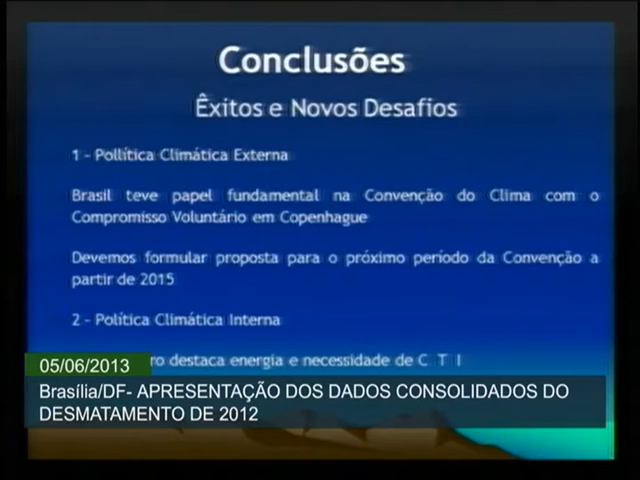 Conclusões
Êxitos e Novos Desafios
1 - Pollítica Climática Externa
Brasil teve papel fundamental na Convenção do Clima com o
Compromisso Voluntário em Copenhague
Devemos formular proposta para o próximo período da Convenção a
partir de 2015
2 - Política Climática Interna
ro destaca energia e necessidade de C T I
05/06/2013
Brasília/DF- APRESENTAÇÃO DOS DADOS CONSOLIDADOS DO
DESMATAMENTO DE 2012